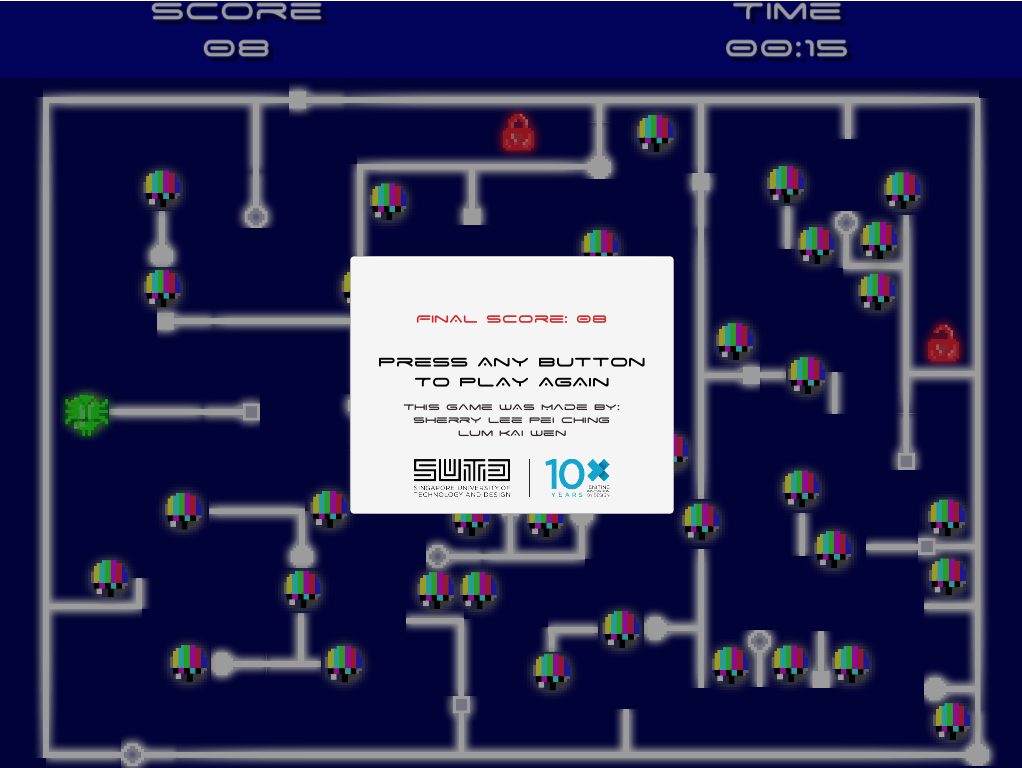 SCORE
08
TIME
00:15
FINAL SCORE: 08
PRESS ANY BUTTON
TO PLAY AGAIN
THIS GAME WAS MADE BY:
SHERRY LEE PEI CHING
LUM KAI WEN
SUTD
SINGAPORE UNIVERSITY OF
TECHNOLOGY AND DESIGN
10
YEARS